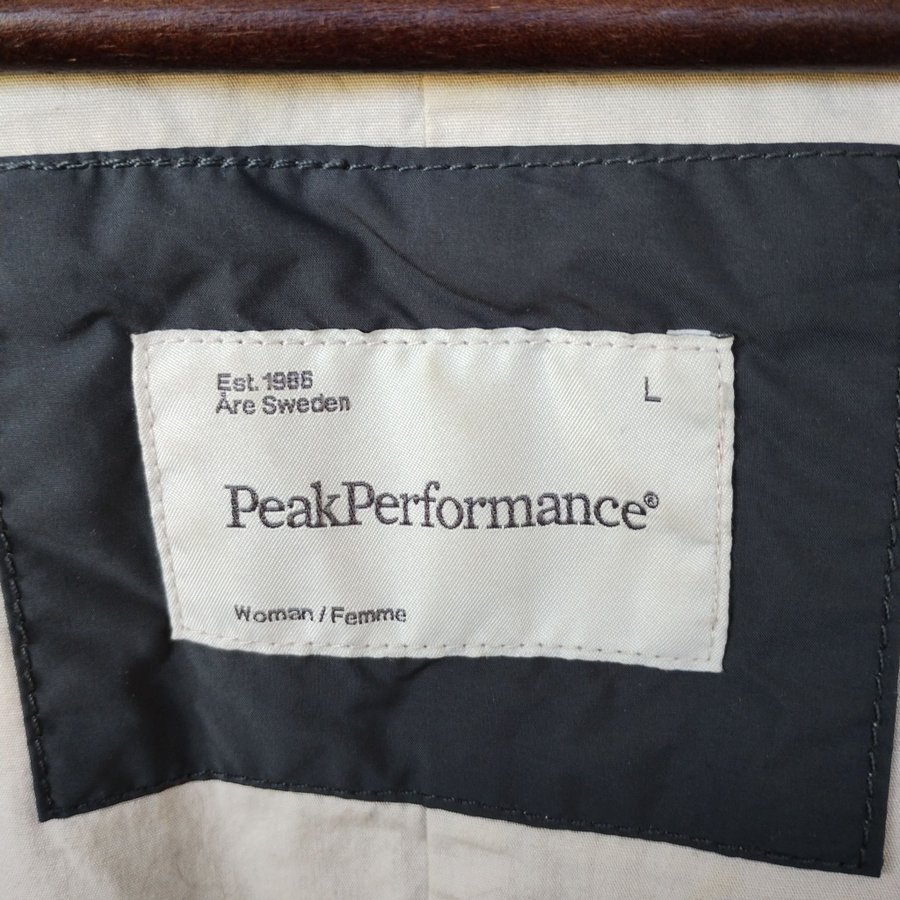 Est.1986
Åre Sweden
L
PeakPerformance®
Woman / Femme